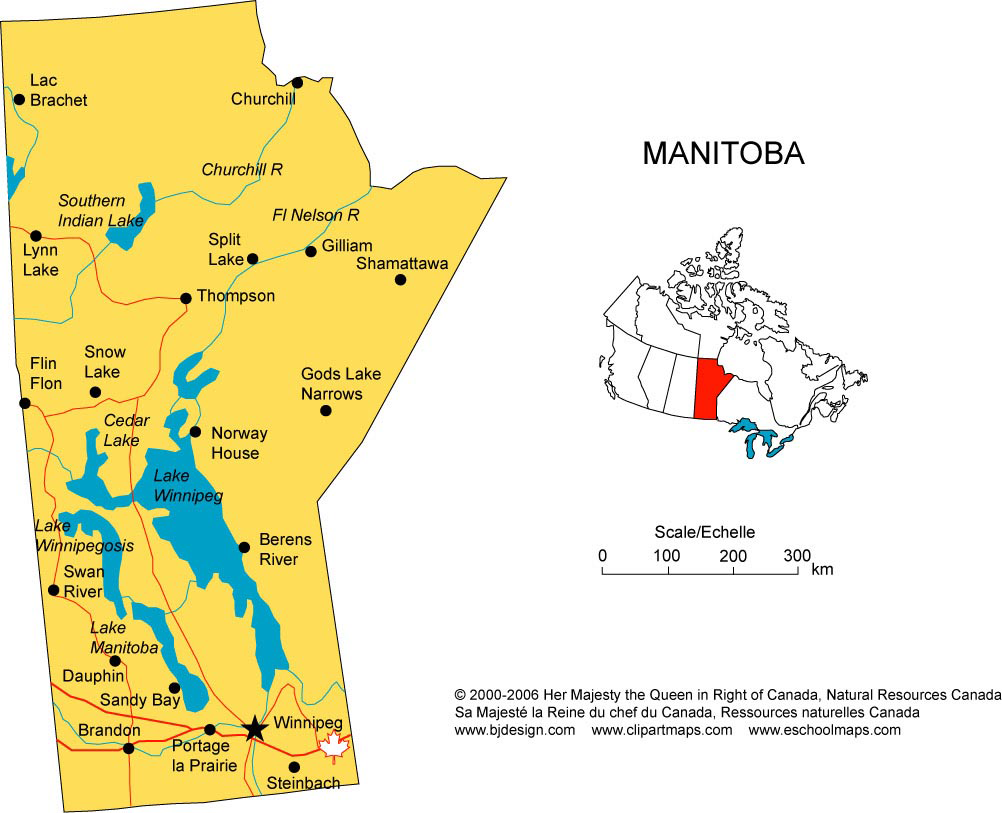 Lac
Brachet
Churchill
MANITOBA
Churchill R
Southern
Indian Lake
Fl Nelson R
Lynn
Lake
Split
Lake
Gilliam
Shamattawa
Thompson
Flin
Flon
Snow
Lake
Gods Lake
Narrows
Cedar
Lake
Norway
House
Lake
Winnipeg
Lake
Winnipegosis
Berens
River
Scale/Echelle
0 100 200 300
km
Swan
River
Lake
Manitoba
Dauphin
Sandy Bay
Brandon
Portage
la Prairie
Winnipeg
Steinbach
© 2000-2006 Her Majesty the Queen in Right of Canada, Natural Resources Canada
Sa Majesté la Reine du chef du Canada, Ressources naturelles Canada
www.bjdesign.com www.clipartmaps.com www.eschoolmaps.com